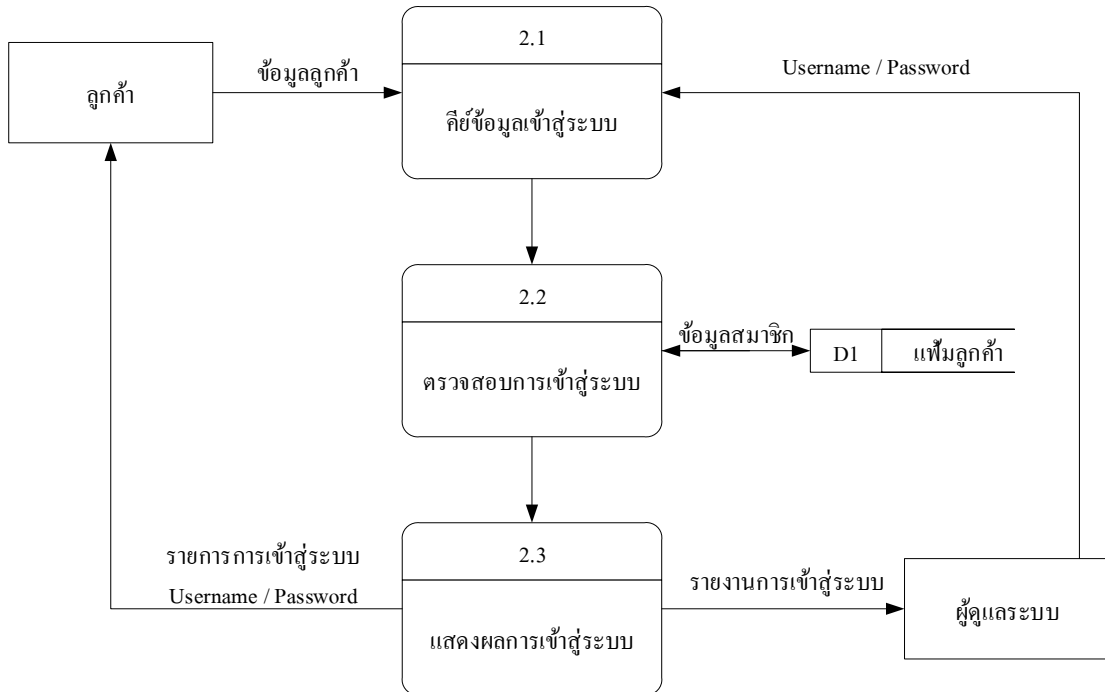 2.1
ลูกค้า
ข้อมูลลูกค้า
คีย์ข้อมูลเข้าสู่ระบบ
Username / Password
2.2
ตรวจสอบการเข้าสู่ระบบ
ข้อมูลสมาชิก
D1
แฟ้มลูกค้า
2.3
แสดงผลการเข้าสู่ระบบ
รายการการเข้าสู่ระบบ
Username / Password
รายงานการเข้าสู่ระบบ
ผู้ดูแลระบบ